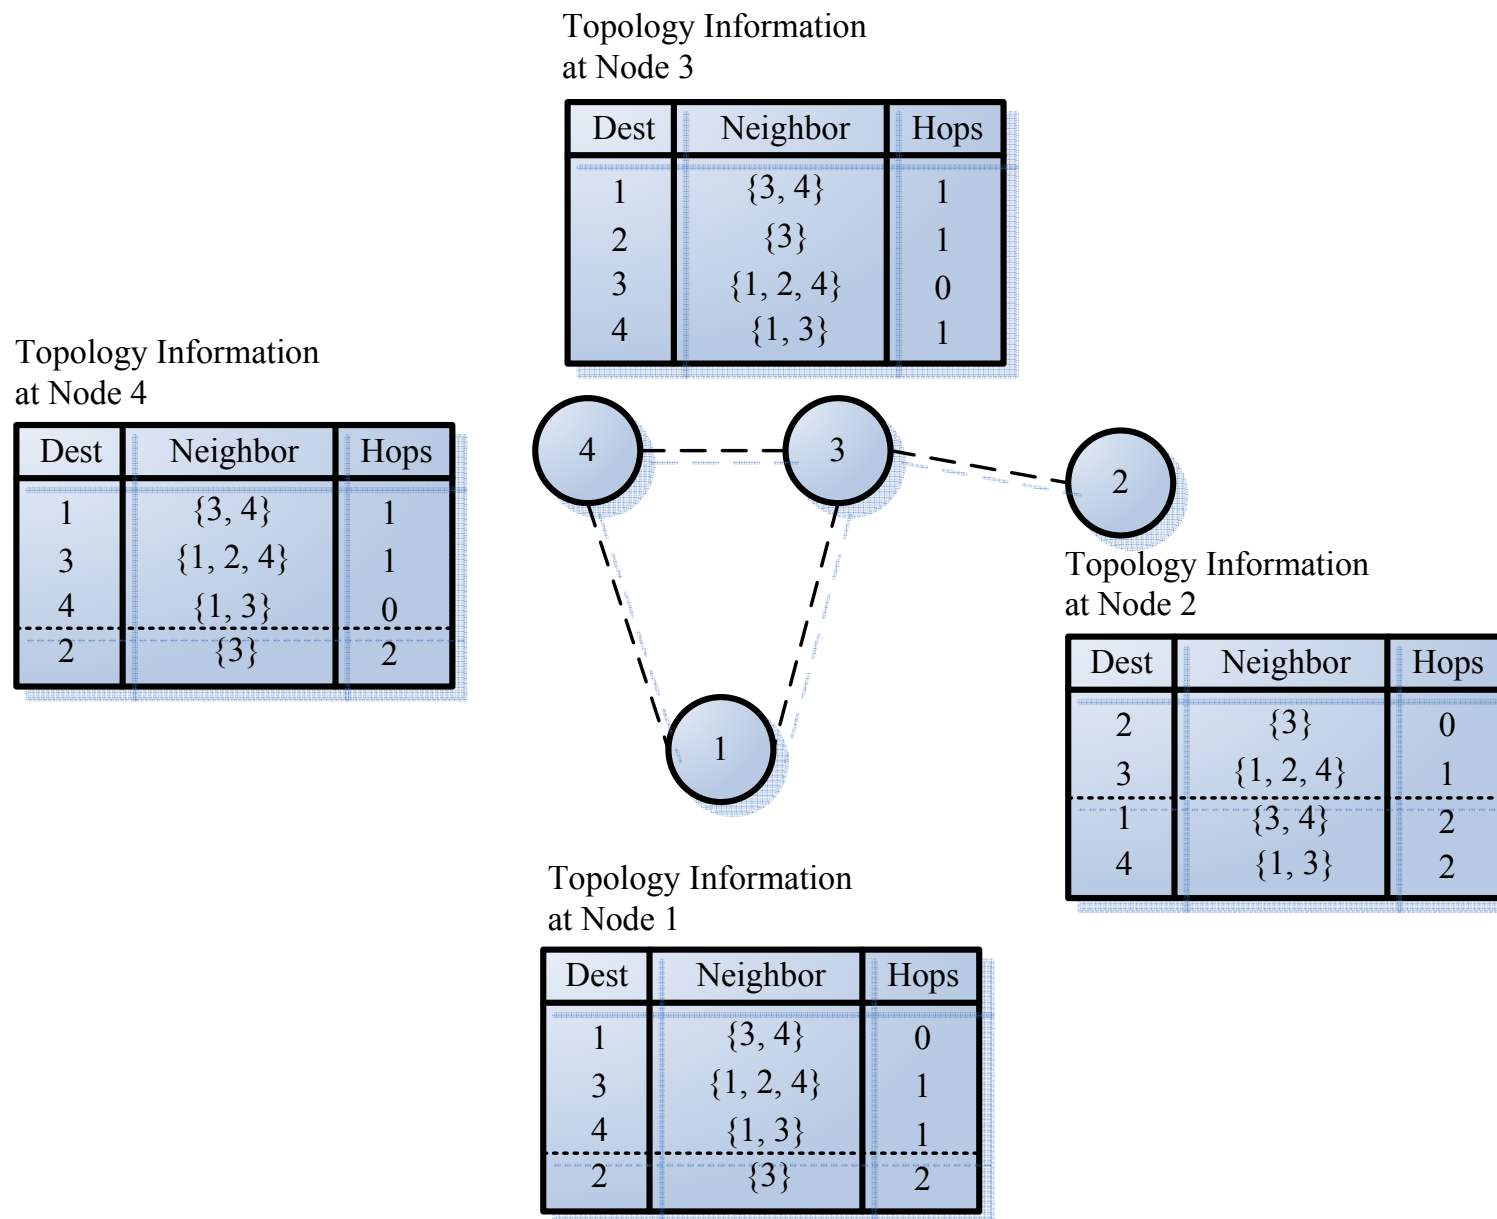 Topology Information
at Node 3
Dest Neighbor Hops
1 {3, 4} 1
2 {3} 1
3 {1, 2, 4} 0
4 {1, 3} 1
Topology Information
at Node 4
Dest Neighbor Hops
1 {3, 4} 1
3 {1, 2, 4} 1
4 {1, 3} 0
2 {3} 2
4
3
2
1
Topology Information
at Node 2
Dest Neighbor Hops
2 {3} 0
3 {1, 2, 4} 1
1 {3, 4} 2
4 {1, 3} 2
Topology Information
at Node 1
Dest Neighbor Hops
1 {3, 4} 0
3 {1, 2, 4} 1
4 {1, 3} 1
2 {3} 2